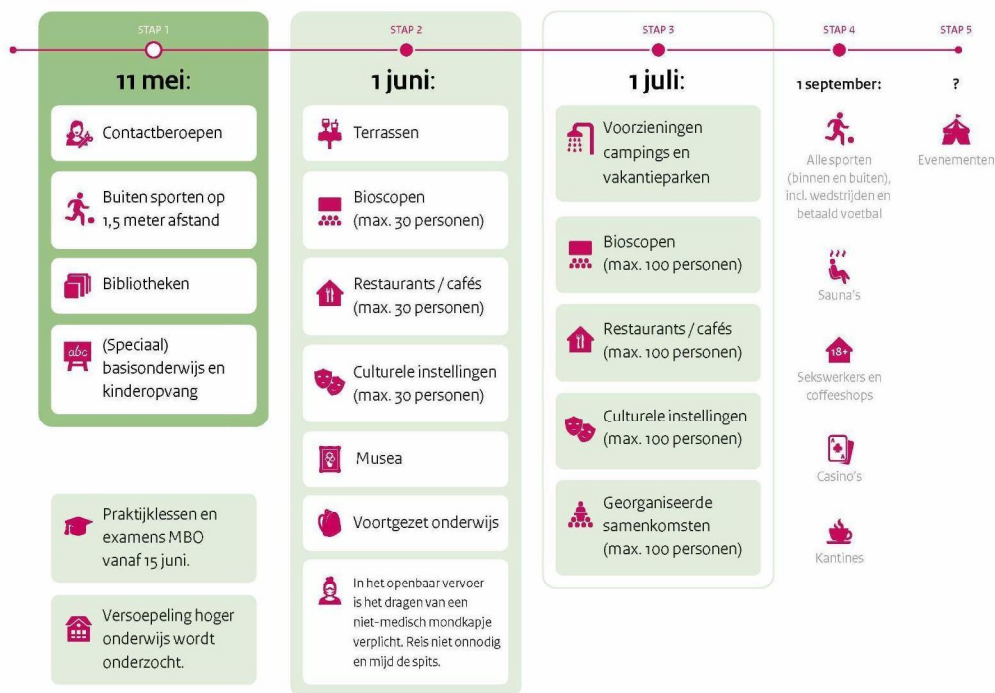 STAP 1
11 mei:
Contactberoepen
Buiten sporten op
1,5 meter afstand
Bibliotheken
abc
(Speciaal)
basisonderwijs en
kinderopvang
Praktijklessen en
examens MBO
vanaf 15 juni.
Versoepeling hoger
onderwijs wordt
onderzocht.
STAP 2
1 juni:
Terrassen
Bioscopen
(max. 30 personen)
Restaurants / cafés
(max. 30 personen)
Culturele instellingen
(max. 30 personen)
Musea
Voortgezet onderwijs
In het openbaar vervoer
is het dragen van een
niet-medisch mondkapje
verplicht. Reis niet onnodig
en mijd de spits.
STAP 3
1 juli:
Voorzieningen
campings en
vakantieparken
Bioscopen
(max. 100 personen)
Restaurants / cafés
(max. 100 personen)
Culturele instellingen
(max. 100 personen)
Georganiseerde
samenkomsten
(max. 100 personen)
STAP 4
1 september:
Alle sporten
(binnen en buiten),
incl. wedstrijden en
betaald voetbal
Sauna's
18+
Sekswerkers en
coffeeshops
A
A
Casino's
Kantines
STAP 5
?
Evenementen